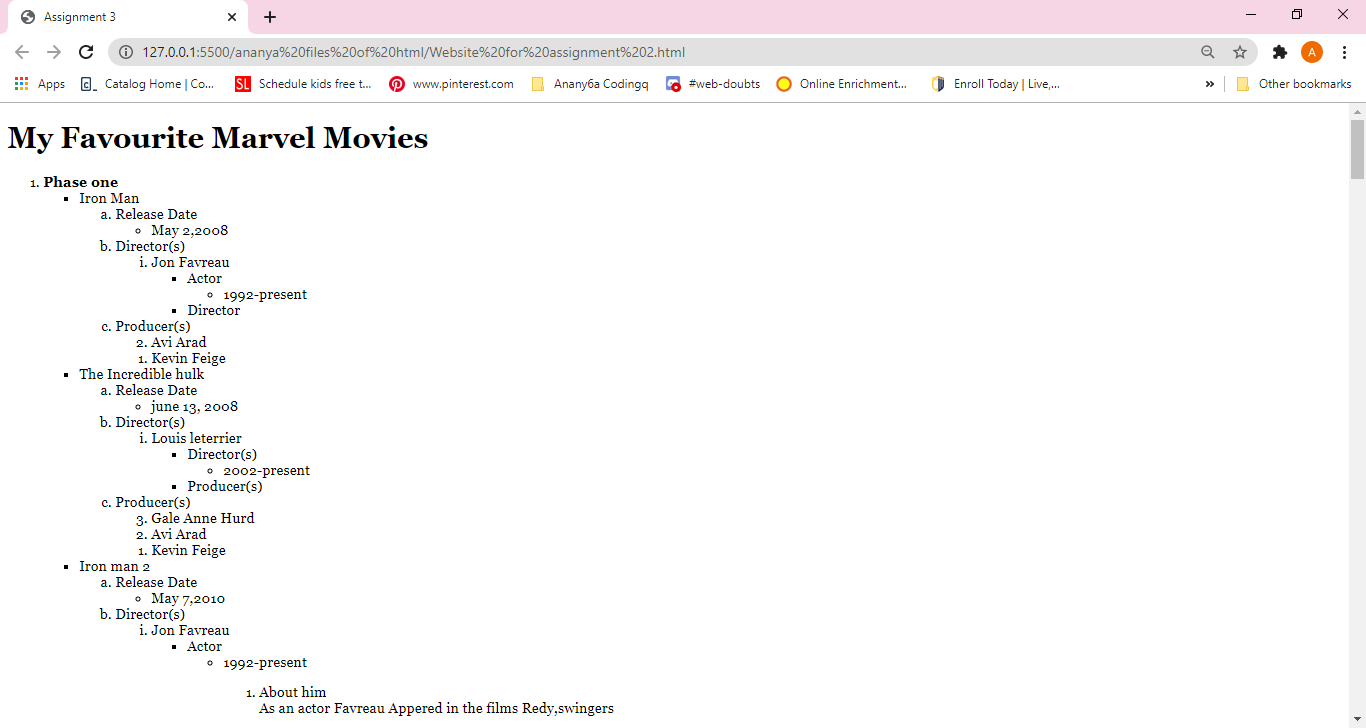 Assignment 3
127.0.0.1:5500/ananya%20files%20of%20html/Website%20for%20assignment%202.html
A
Apps
Catalog Home | Co...
SL
Schedule kids free t...
www.pinterest.com
Anany6a Codingq
#web-doubts
Online Enrichment...
Enroll Today | Live,...
»
Other bookmarks
My Favourite Marvel Movies
1. Phase one
▪ Iron Man
a. Release Date
◦ May 2,2008
b. Director(s)
i. Jon Favreau
▪ Actor
◦ 1992-present
▪ Director
c. Producer(s)
2. Avi Arad
1. Kevin Feige
▪ The Incredible hulk
a. Release Date
◦ june 13, 2008
b. Director(s)
i. Louis leterrier
▪ Director(s)
◦ 2002-present
▪ Producer(s)
c. Producer(s)
3. Gale Anne Hurd
2. Avi Arad
1. Kevin Feige
▪ Iron man 2
a. Release Date
◦ May 7,2010
b. Director(s)
i. Jon Favreau
▪ Actor
◦ 1992-present
1. About him
As an actor Favreau Appered in the films Redy,swingers